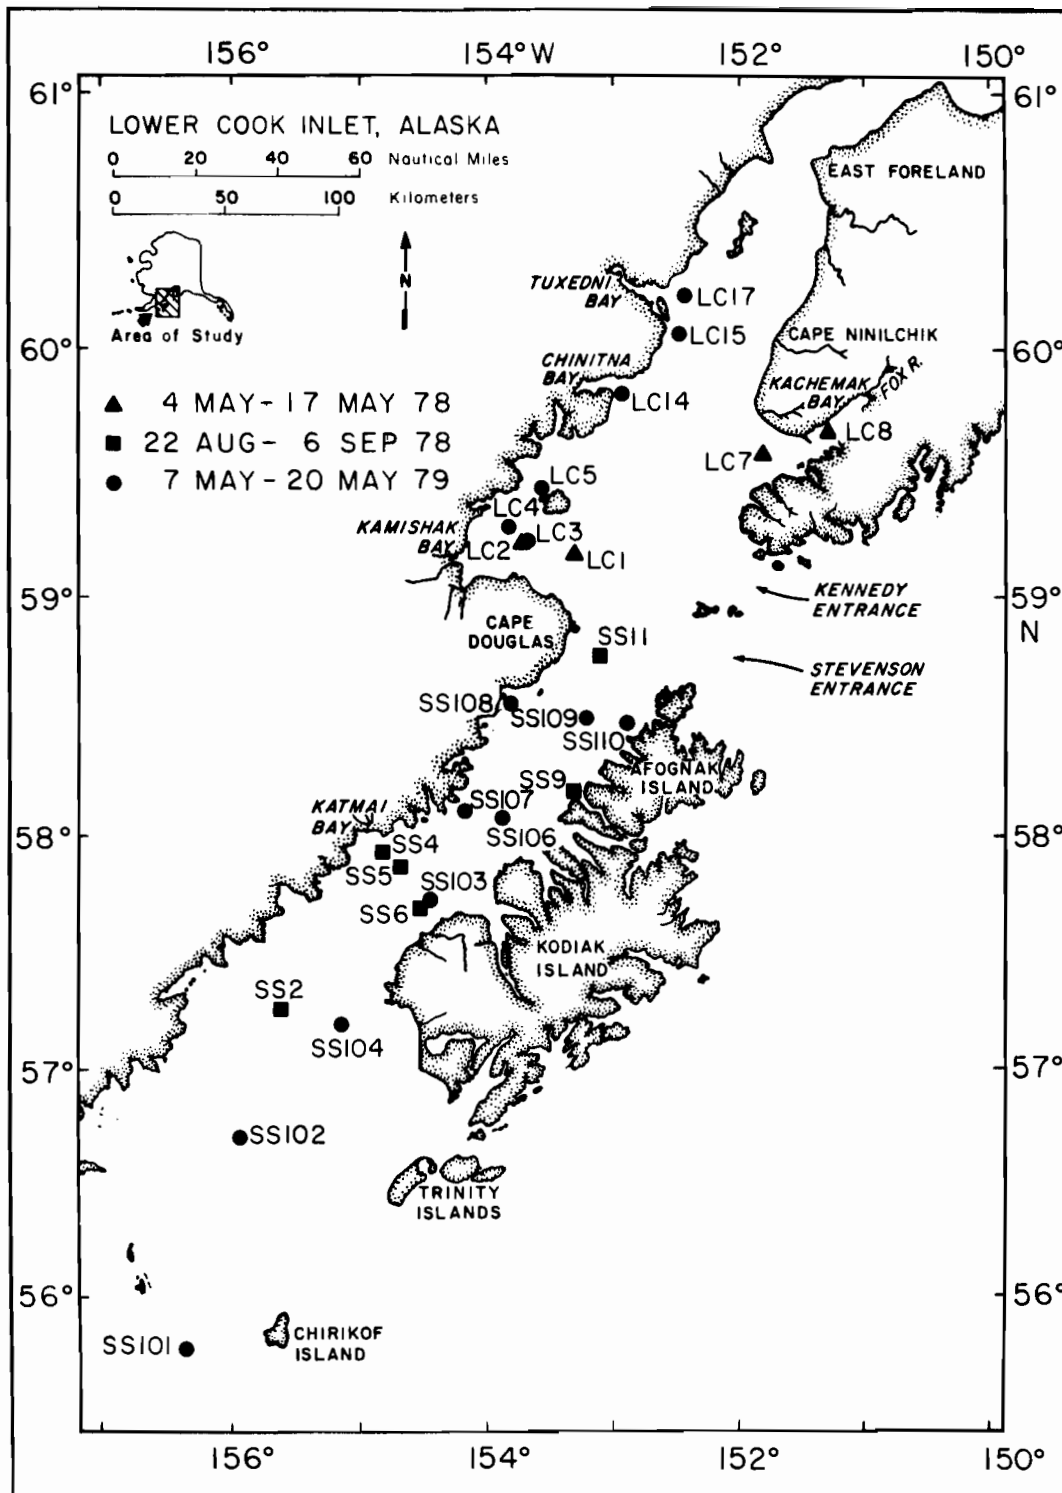 156° 154°W 152° 150°
61° 61°
LOWER COOK INLET, ALASKA
0 20 40 60 Nautical Miles
0 50 100 Kilometers
N
Area of Study
EAST FORELAND
TUXEDNI
BAY
LC17
LC15
CAPE NINILCHIK
60° 60°
CHINITNA
BAY
KACHEMAK
BAY
FOX R.
LC14
▲ 4 MAY-17 MAY 78
■ 22 AUG- 6 SEP 78
● 7 MAY-20 MAY 79
LC8
LC7
LC5
LC4
KAMISHAK
BAY
LC3
LC2
LC1
KENNEDY
ENTRANCE
59° 59°
N
CAPE
DOUGLAS
SS11
STEVENSON
ENTRANCE
SS108
SS109
SS110
SS9
AFOGNAK
ISLAND
KATMAI
BAY
SS107
SS106
58° 58°
SS4
SS5
SS103
SS6
KODIAK
ISLAND
SS2
SS104
57° 57°
SS102
TRINITY
ISLANDS
56° 56°
SS101
CHIRIKOF
ISLAND
156° 154° 152° 150°